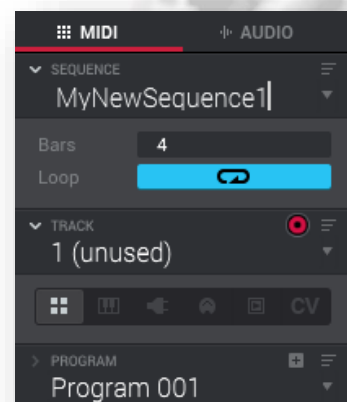 MIDI AUDIO
SEQUENCE
MyNewSequence1
Bars 4
Loop
TRACK
1 (unused)
CV
PROGRAM
Program 001